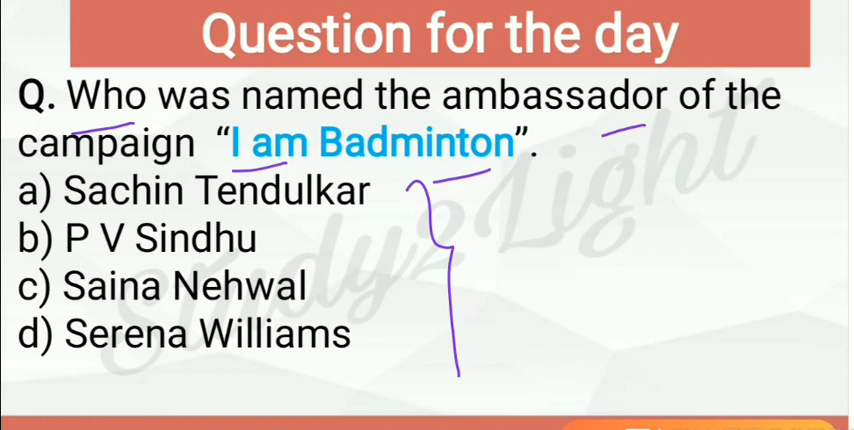 Question for the day
Q. Who was named the ambassador of the
campaign “I am Badminton”.
a) Sachin Tendulkar
b) P V Sindhu
c) Saina Nehwal
d) Serena Williams
Study2Light